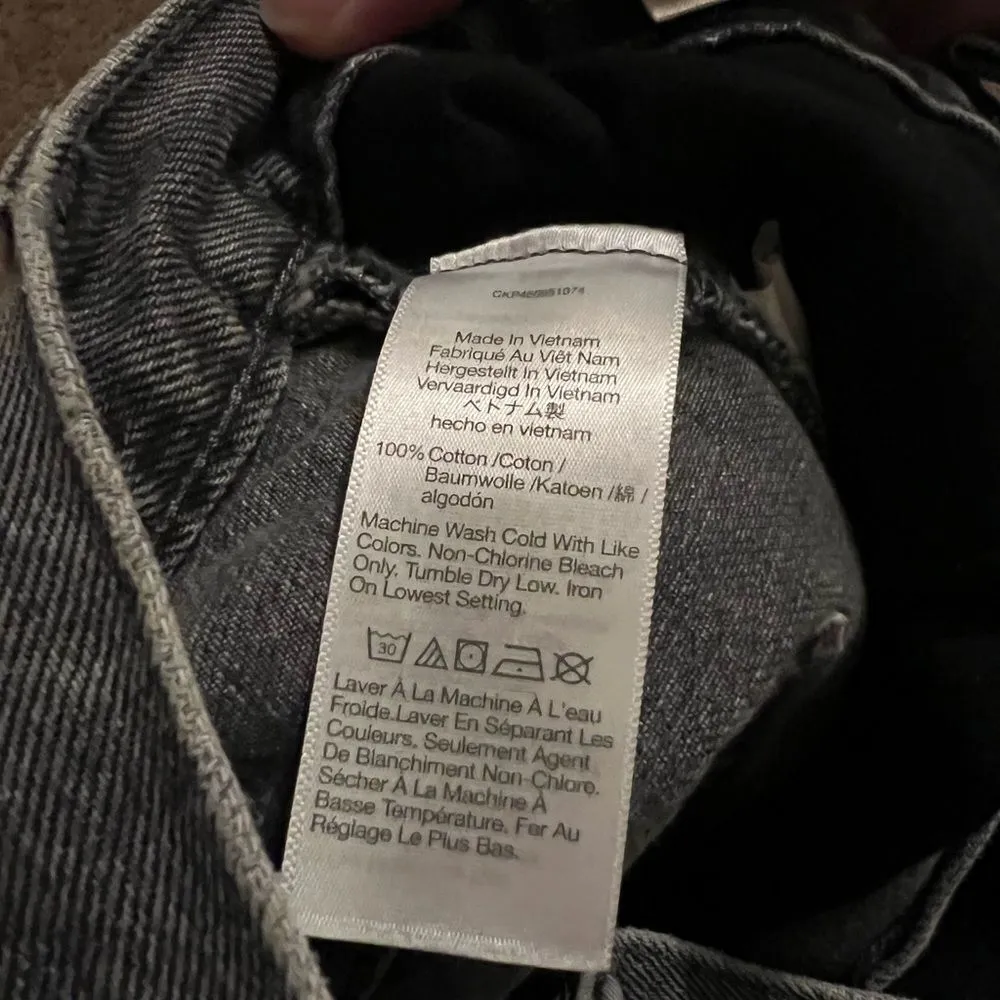 Made In Vietnam
Fabriqué Au Viêt Nam
Hergestellt In Vietnam
Vervaardigd In Vietnam
ベトナム製
hecho en vietnam
100% Cotton /Coton /
Baumwolle /Katoen /綿 /
algodón
Machine Wash Cold With Like
Colors. Non-Chlorine Bleach
Only. Tumble Dry Low. Iron
On Lowest Setting.
30
Laver À La Machine À L'eau
Froide.Laver En Séparant Les
Couleurs. Seulement Agent
De Blanchiment Non-Chlore.
Sécher À La Machine À
Basse Température. Fer Au
Réglage Le Plus Bas.